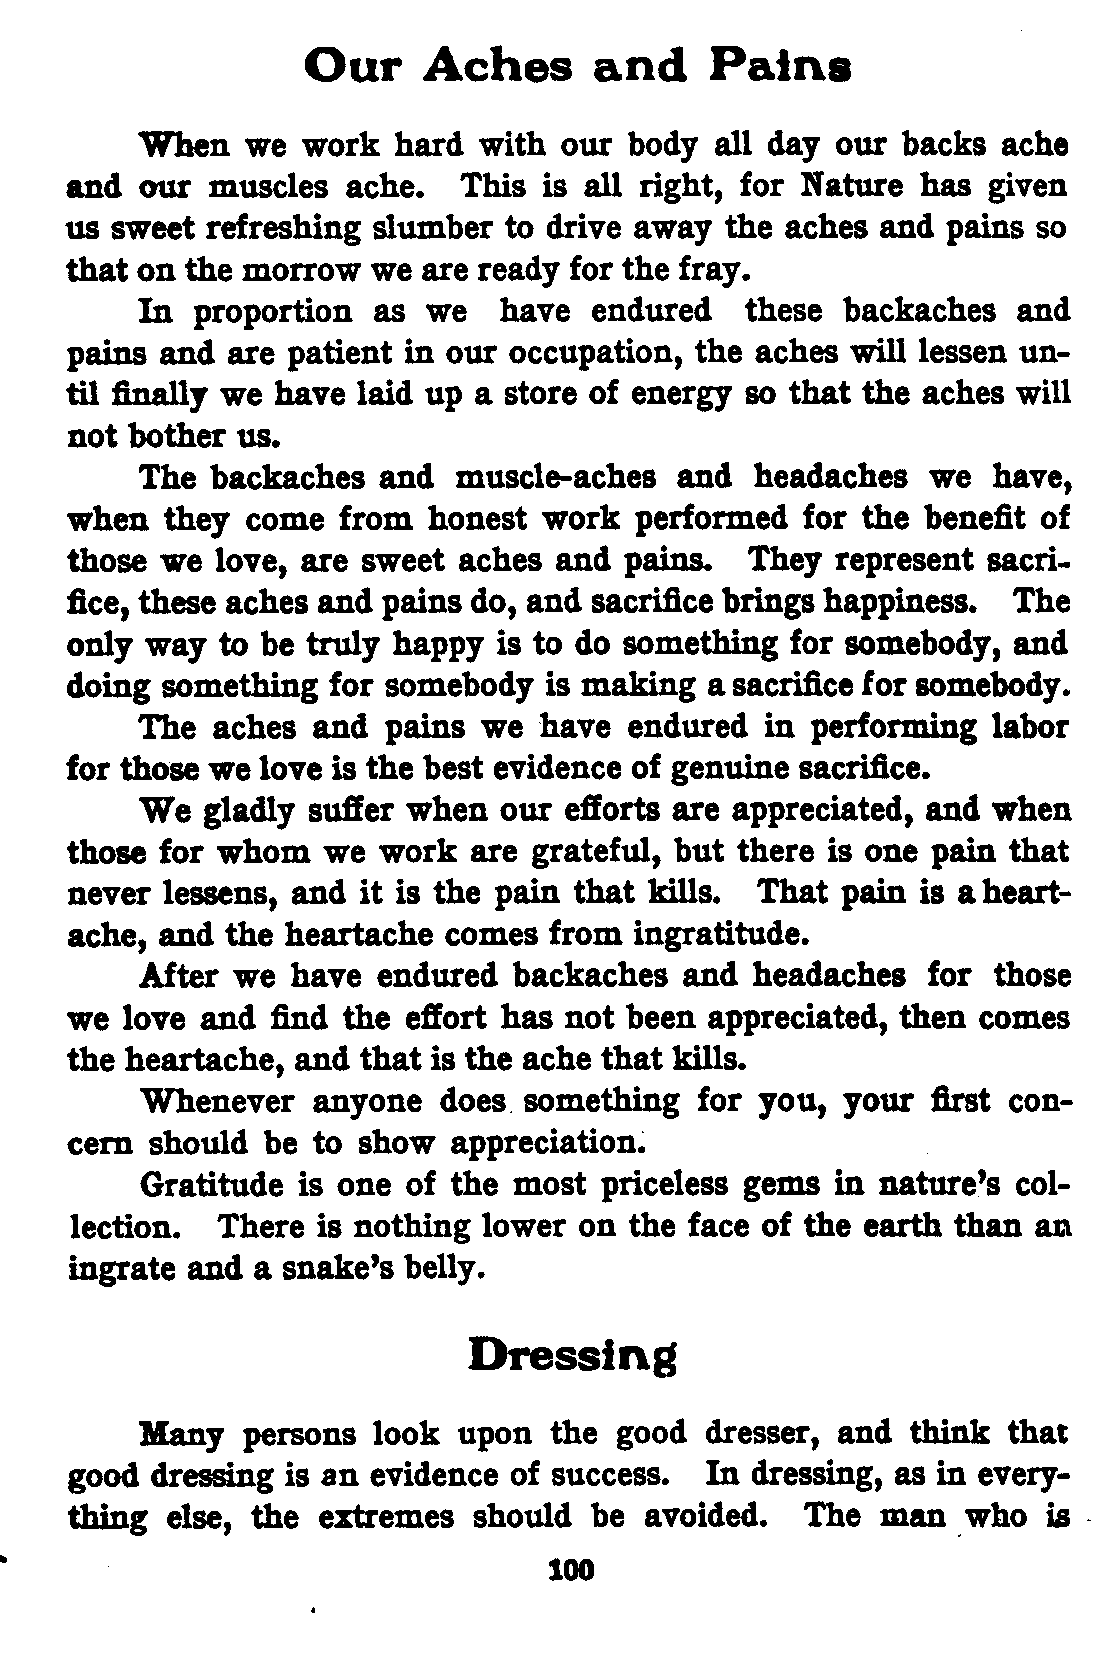 Our Aches and Pains
When we work hard with our body all day our backs ache
and our muscles ache. This is all right, for Nature has given
us sweet refreshing slumber to drive away the aches and pains so
that on the morrow we are ready for the fray.
In proportion as we have endured these backaches and
pains and are patient in our occupation, the aches will lessen un-
til finally we have laid up a store of energy so that the aches will
not bother us.
The backaches and muscle-aches and headaches we have,
when they come from honest work performed for the benefit of
those we love, are sweet aches and pains. They represent sacri-
fice, these aches and pains do, and sacrifice brings happiness. The
only way to be truly happy is to do something for somebody, and
doing something for somebody is making a sacrifice for somebody.
The aches and pains we have endured in performing labor
for those we love is the best evidence of genuine sacrifice.
We gladly suffer when our efforts are appreciated, and when
those for whom we work are grateful, but there is one pain that
never lessens, and it is the pain that kills. That pain is a heart-
ache, and the heartache comes from ingratitude.
After we have endured backaches and headaches for those
we love and find the effort has not been appreciated, then comes
the heartache, and that is the ache that kills.
Whenever anyone does something for you, your first con-
cern should be to show appreciation.
Gratitude is one of the most priceless gems in nature's col-
lection. There is nothing lower on the face of the earth than an
ingrate and a snake's belly.
Dressing
Many persons look upon the good dresser, and think that
good dressing is an evidence of success. In dressing, as in every-
thing else, the extremes should be avoided. The man who is
100